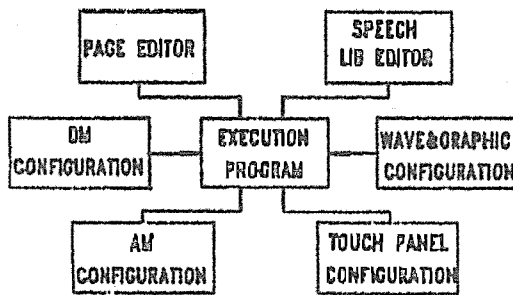 PAGE EDITOR
SPEECH
LIB EDITOR
DM
CONFIGURATION
EXECUTION
PROGRAM
WAVE&GRAPHIC
CONFIGURATION
AM
CONFIGURATION
TOUCH PANEL
CONFIGURATION